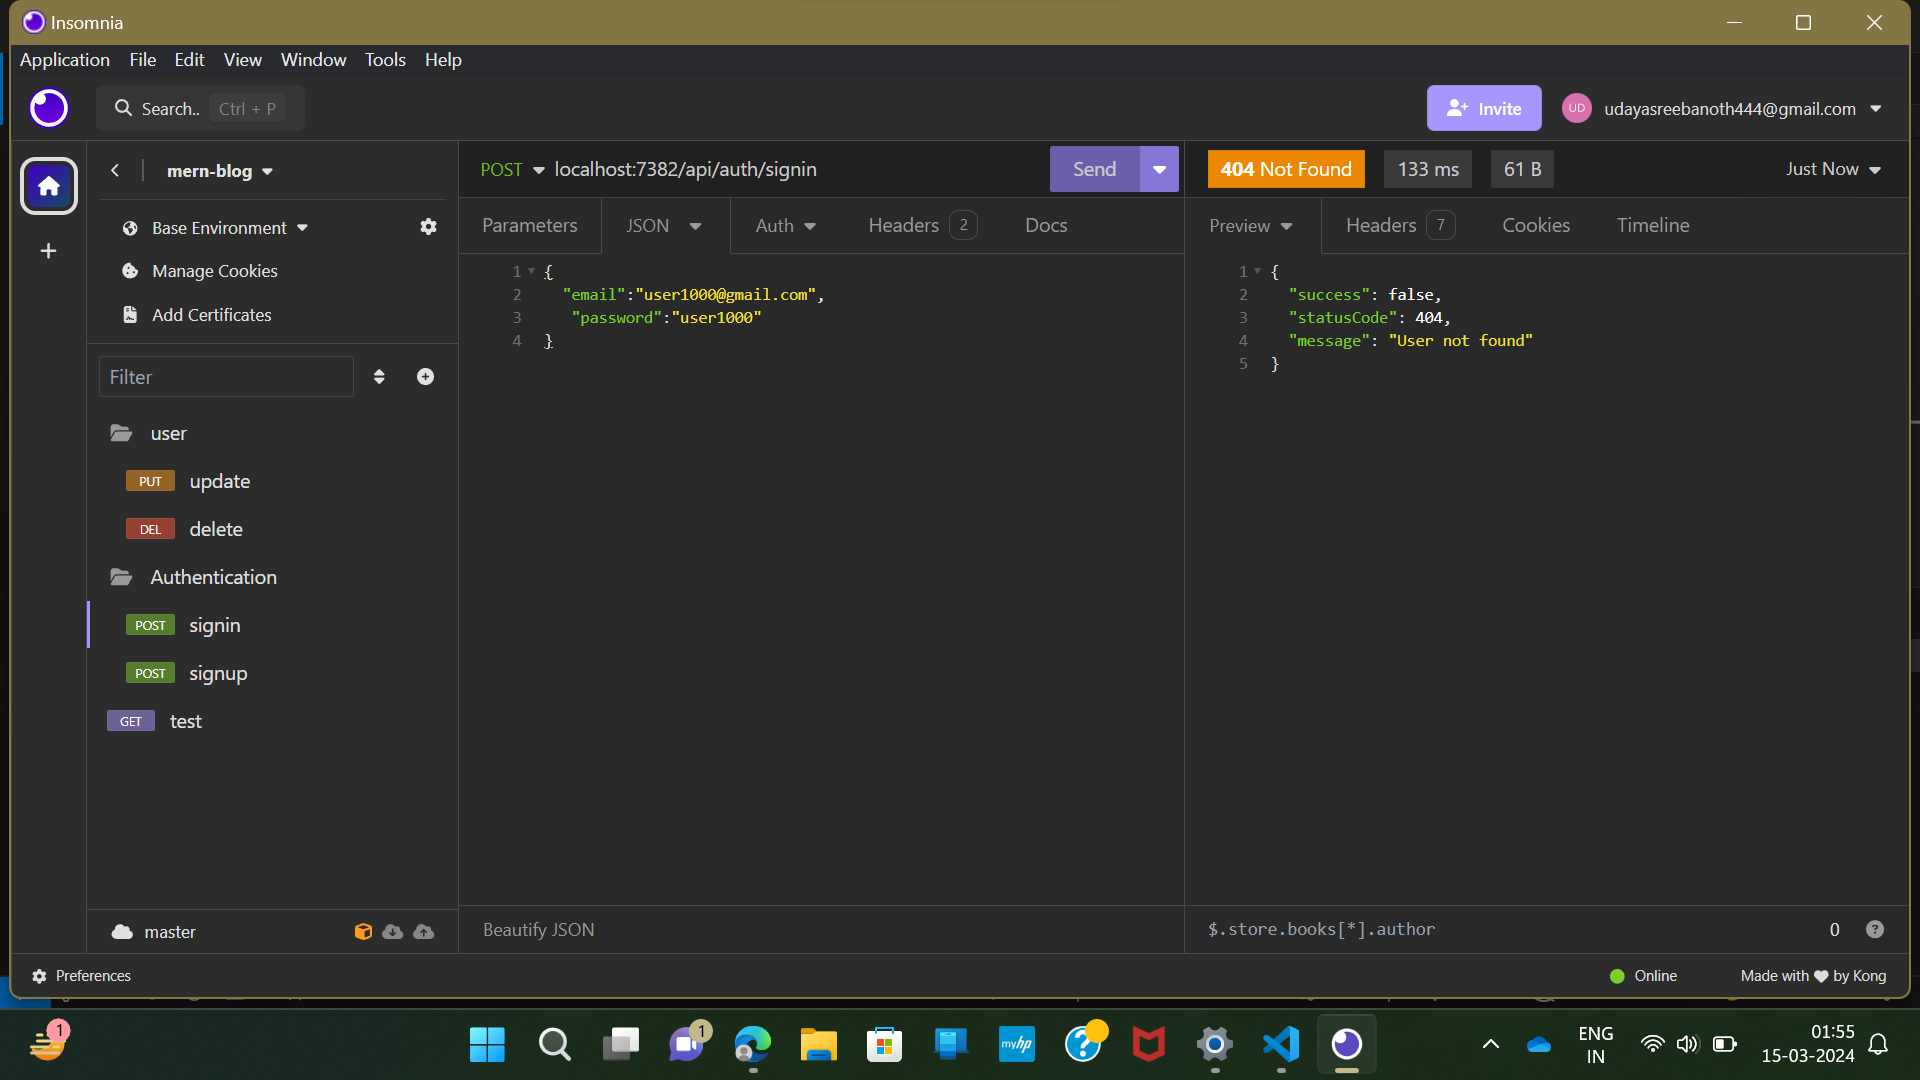 Insomnia
Application File Edit View Window Tools Help
Search.. Ctrl + P
Invite
UD udayasreebanoth444@gmail.com
mern-blog
Base Environment
Manage Cookies
Add Certificates
Filter
user
PUT update
DEL delete
Authentication
POST signin
POST signup
GET test
master
POST localhost:7382/api/auth/signin Send
Parameters JSON Auth Headers 2 Docs
1 {
2 "email":"user1000@gmail.com",
3 "password":"user1000"
4 }
Beautify JSON
404 Not Found 133 ms 61 B Just Now
Preview Headers 7 Cookies Timeline
1 {
2 "success": false,
3 "statusCode": 404,
4 "message": "User not found"
5 }
$.store.books[*].author 0 ?
Preferences Online Made with ❤ by Kong
1
1
myhp
?
ENG
IN
01:55
15-03-2024